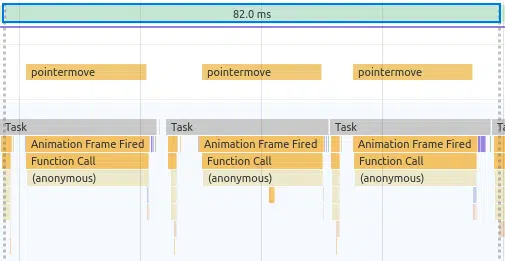 82.0 ms
pointermove pointermove pointermove
Task Task Task Ta
Animation Frame Fired Animation Frame Fired Animation Frame Fired
Function Call Function Call Function Call
(anonymous) (anonymous) (anonymous)